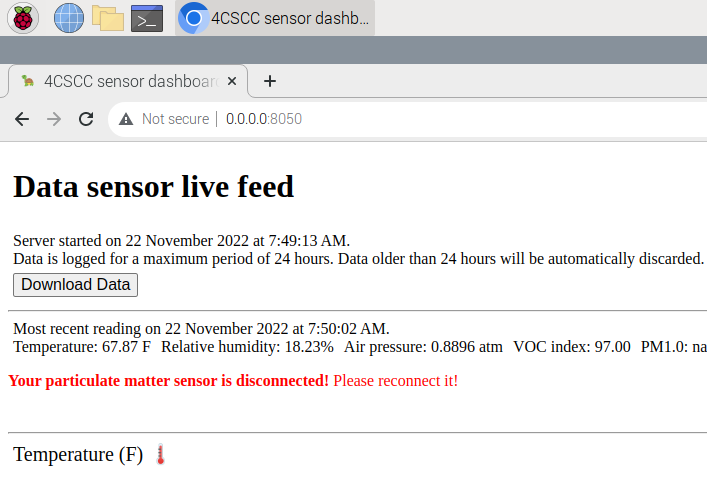 4CSCC sensor dashb...
4CSCC sensor dashboar
Not secure | 0.0.0.0:8050
Data sensor live feed
Server started on 22 November 2022 at 7:49:13 AM.
Data is logged for a maximum period of 24 hours. Data older than 24 hours will be automatically discarded.
Download Data
Most recent reading on 22 November 2022 at 7:50:02 AM.
Temperature: 67.87 F Relative humidity: 18.23% Air pressure: 0.8896 atm VOC index: 97.00 PM1.0: na
Your particulate matter sensor is disconnected! Please reconnect it!
Temperature (F)